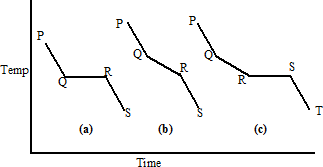 P P P
Q Q S
Temp R R
Q R
S S T
(a) (b) (c)
Time